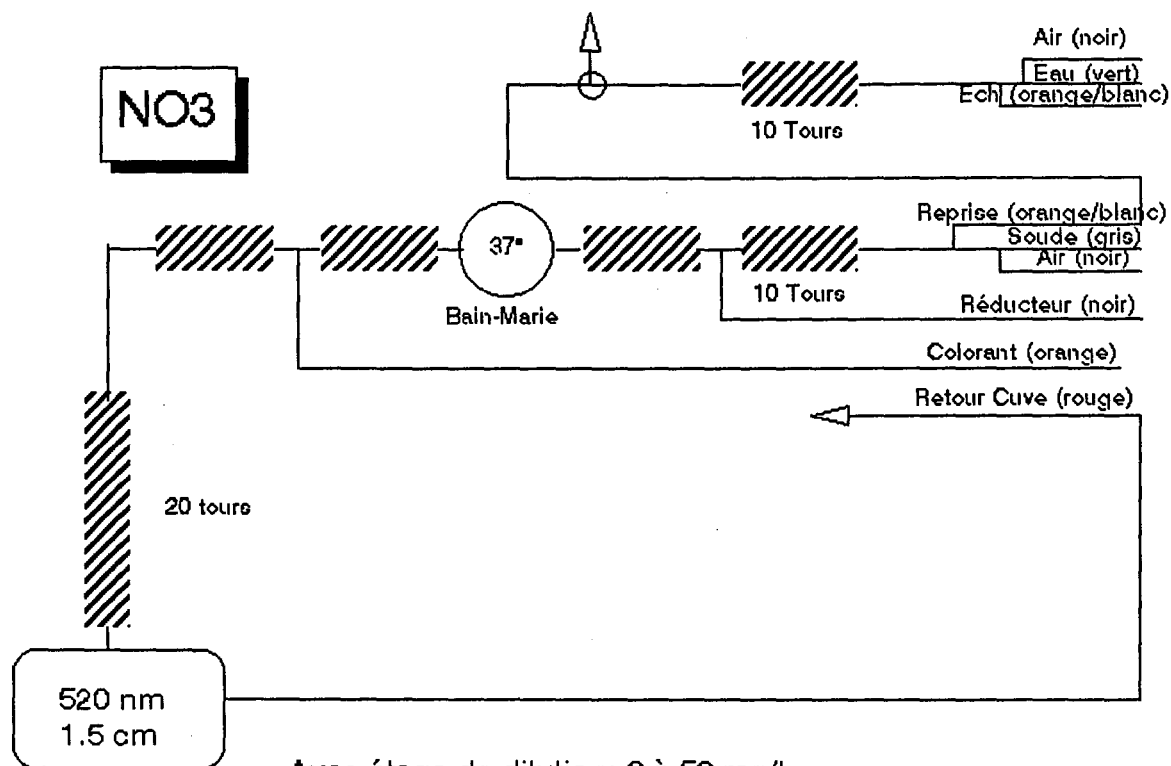 NO3
Air (noir)
Eau (vert)
Ech (orange/blanc)
10 Tours
Reprise (orange/blanc)
Soude (gris)
Air (noir)
37°
10 Tours
Bain-Marie
Réducteur (noir)
Colorant (orange)
Retour Cuve (rouge)
20 tours
520 nm
1.5 cm